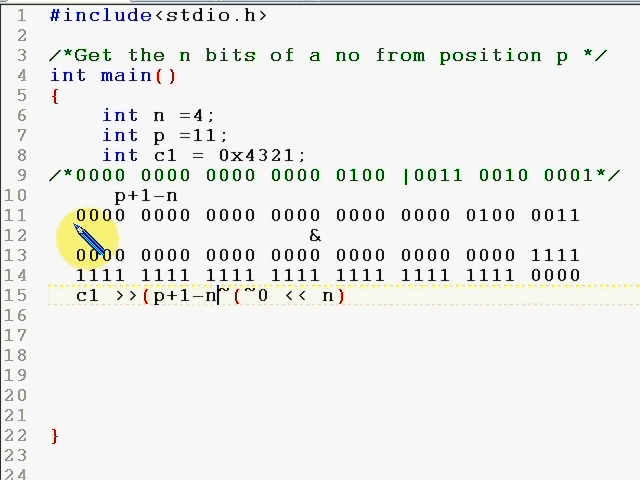 1 #include<stdio.h>
2
3 /*Get the n bits of a no from position p */
4 int main()
5 {
6 int n =4;
7 int p =11;
8 int c1 = 0x4321;
9 /*0000 0000 0000 0000 0100 |0011 0010 0001*/
10 p+1-n
11 0000 0000 0000 0000 0000 0000 0100 0011
12 &
13 0000 0000 0000 0000 0000 0000 0000 1111
14 1111 1111 1111 1111 1111 1111 1111 0000
15 c1 >>(p+1-n~(~0 << n)
16
17
18
19
20
21
22 }
23
24